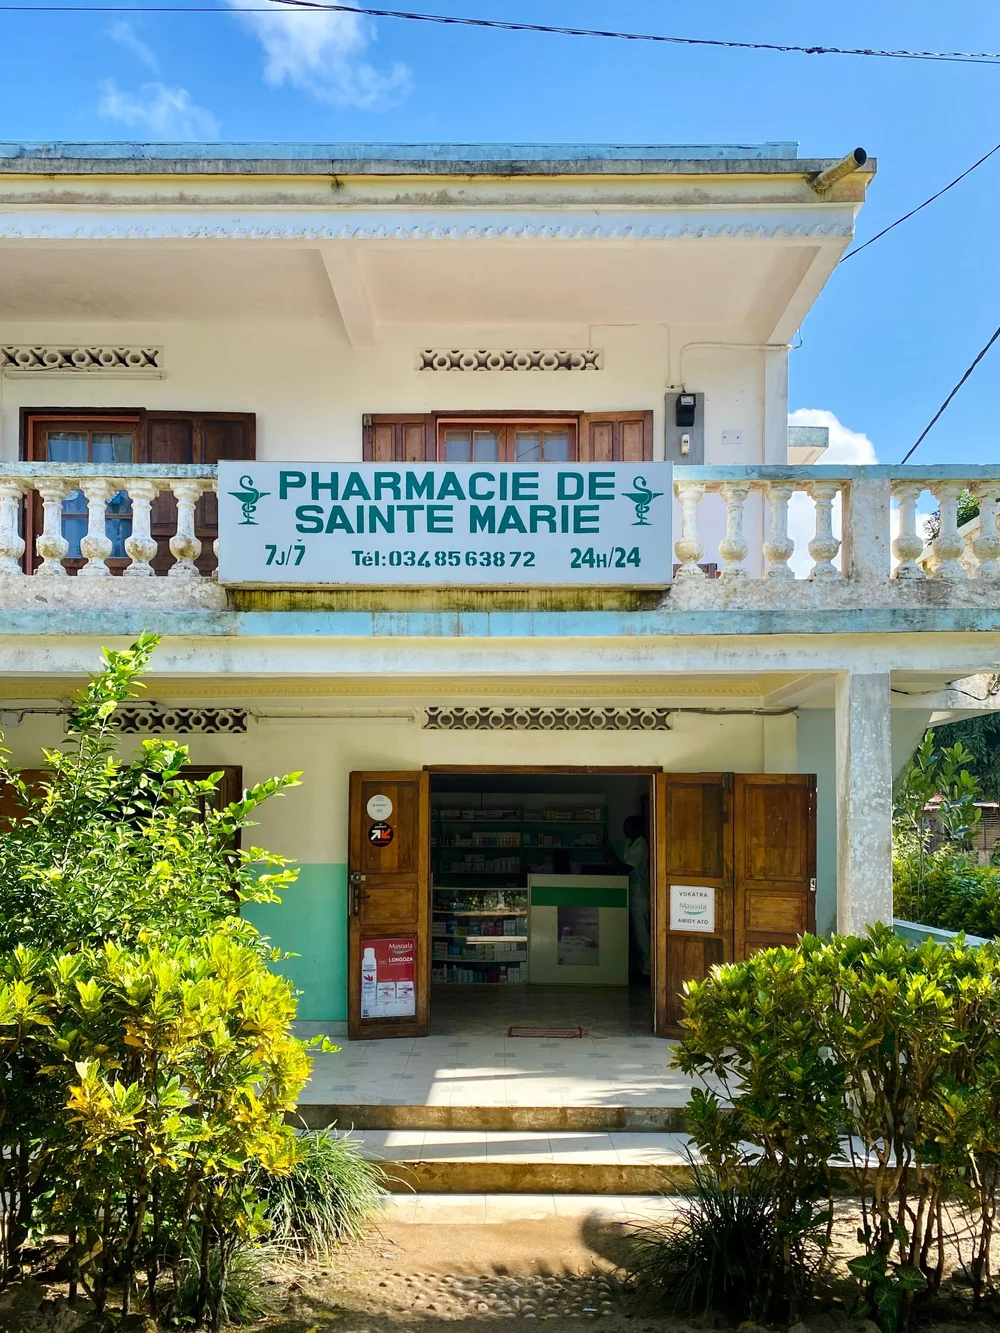 PHARMACIE DE
SAINTE MARIE
7J/7 Tél:034 85 638 72 24H/24
VOKATRA
Masoala
AMIDY ATO
Masoala
LONGOZA